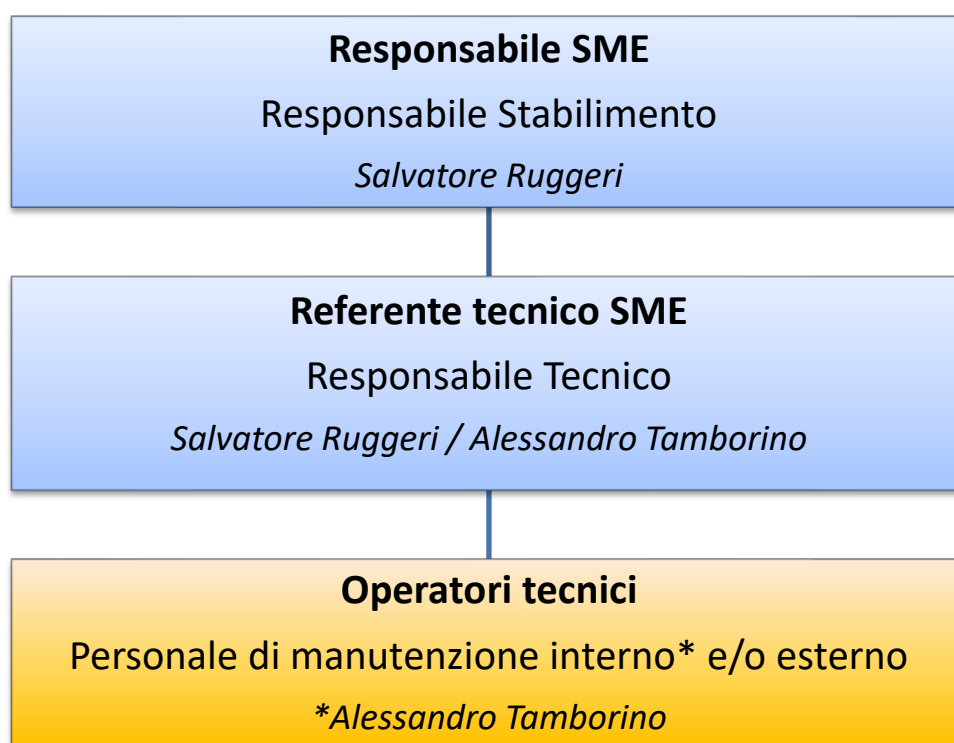 Responsabile SME
Responsabile Stabilimento
Salvatore Ruggeri
Referente tecnico SME
Responsabile Tecnico
Salvatore Ruggeri / Alessandro Tamborino
Operatori tecnici
Personale di manutenzione interno* e/o esterno
*Alessandro Tamborino